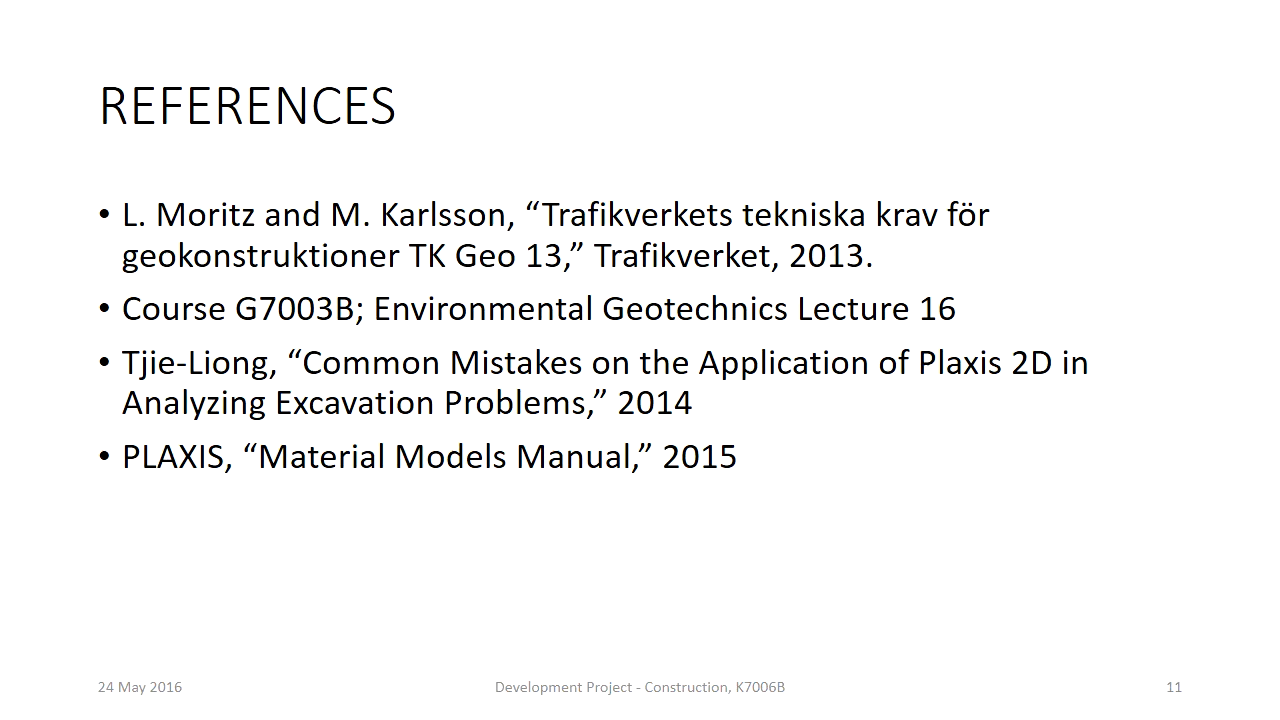 REFERENCES
• L. Moritz and M. Karlsson, “Trafikverkets tekniska krav för
geokonstruktioner TK Geo 13,” Trafikverket, 2013.
• Course G7003B; Environmental Geotechnics Lecture 16
• Tjie-Liong, “Common Mistakes on the Application of Plaxis 2D in
Analyzing Excavation Problems,” 2014
• PLAXIS, “Material Models Manual,” 2015
24 May 2016
Development Project - Construction, K7006B
11